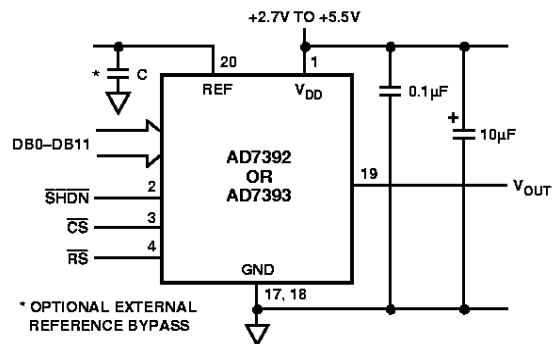 +2.7V TO +5.5V
* C
20
REF
1
VDD
0.1µF
+
10µF
DB0–DB11
AD7392
OR
AD7393
2
SHDN
3
CS
4
RS
19
VOUT
GND
17, 18
* OPTIONAL EXTERNAL
REFERENCE BYPASS